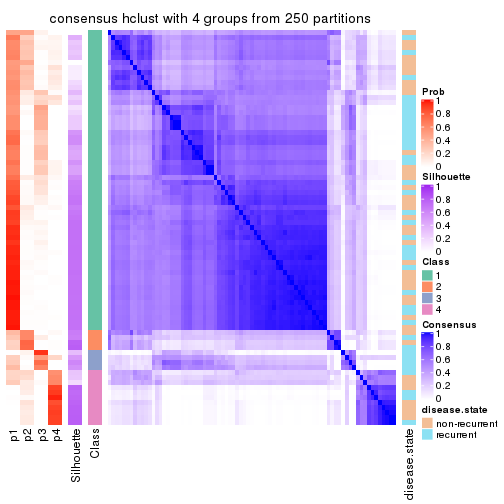 consensus hclust with 4 groups from 250 partitions
Prob
1
0.8
0.6
0.4
0.2
0
Silhouette
1
0.8
0.6
0.4
0.2
0
Class
1
2
3
4
Consensus
1
0.8
0.6
0.4
0.2
0
disease.state
non-recurrent
recurrent
p1
p2
p3
p4
Silhouette
Class
disease.state